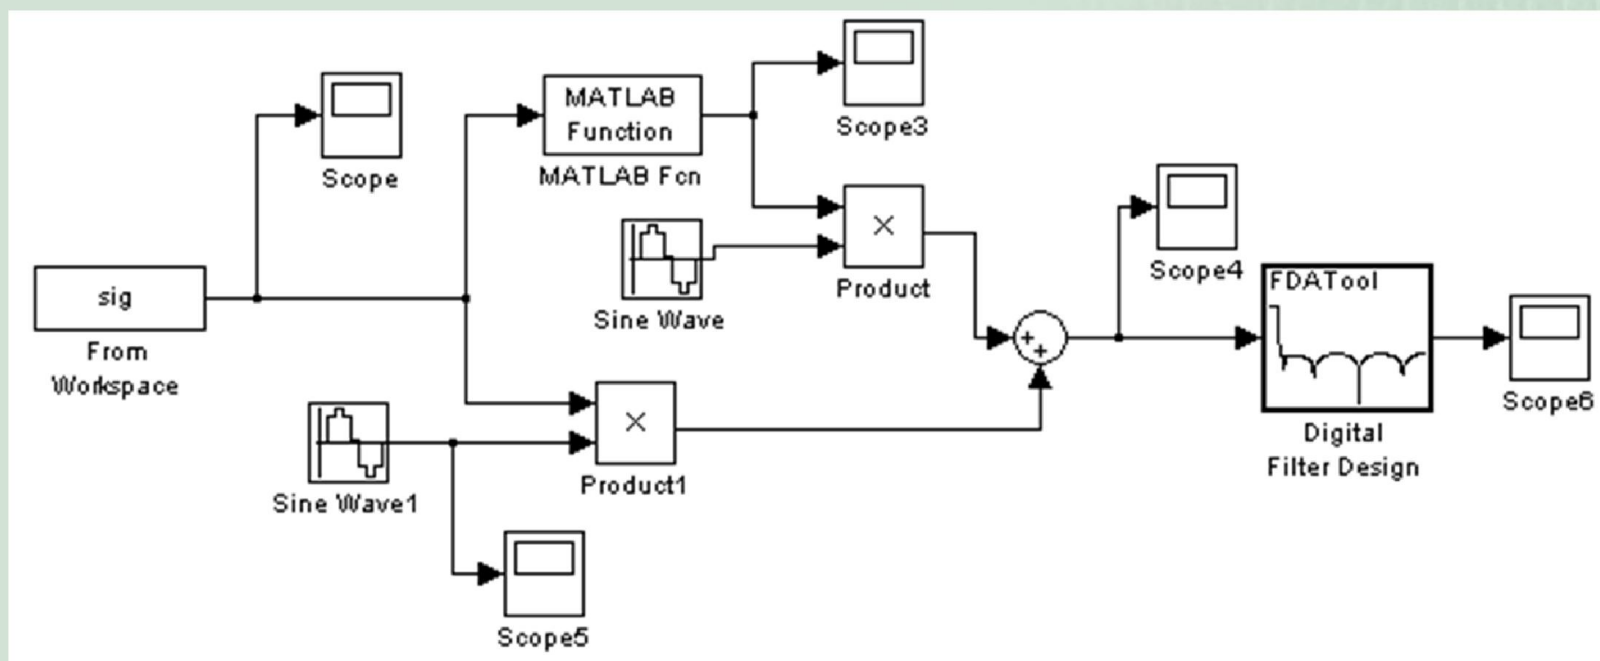 Scope
MATLAB
Function
MATLAB Fcn
Scope3
Sine Wave
×
Product
sig
From
Workspace
Scope4
FDATool
Digital
Filter Design
Scope6
+
+
Sine Wave1
×
Product1
Scope5